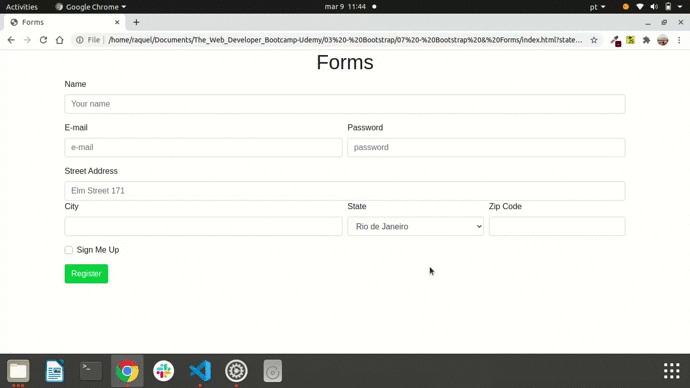 Activities Google Chrome mar 9 11:44 pt
Forms
File /home/raquel/Documents/The_Web_Developer_Bootcamp-Udemy/03%20-%20Bootstrap/07%20-%20Bootstrap%20&%20Forms/index.html?state...
Forms
Name
Your name
E-mail Password
e-mail password
Street Address
Elm Street 171
City State Zip Code
Rio de Janeiro
Sign Me Up
Register